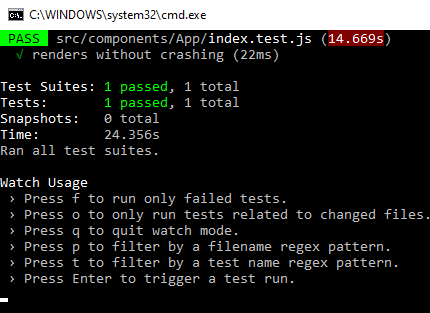 C:\WINDOWS\system32\cmd.exe
PASS src/components/App/index.test.js (14.669s)
√ renders without crashing (22ms)
Test Suites: 1 passed, 1 total
Tests: 1 passed, 1 total
Snapshots: 0 total
Time: 24.356s
Ran all test suites.
Watch Usage
› Press f to run only failed tests.
› Press o to only run tests related to changed files.
› Press q to quit watch mode.
› Press p to filter by a filename regex pattern.
› Press t to filter by a test name regex pattern.
› Press Enter to trigger a test run.